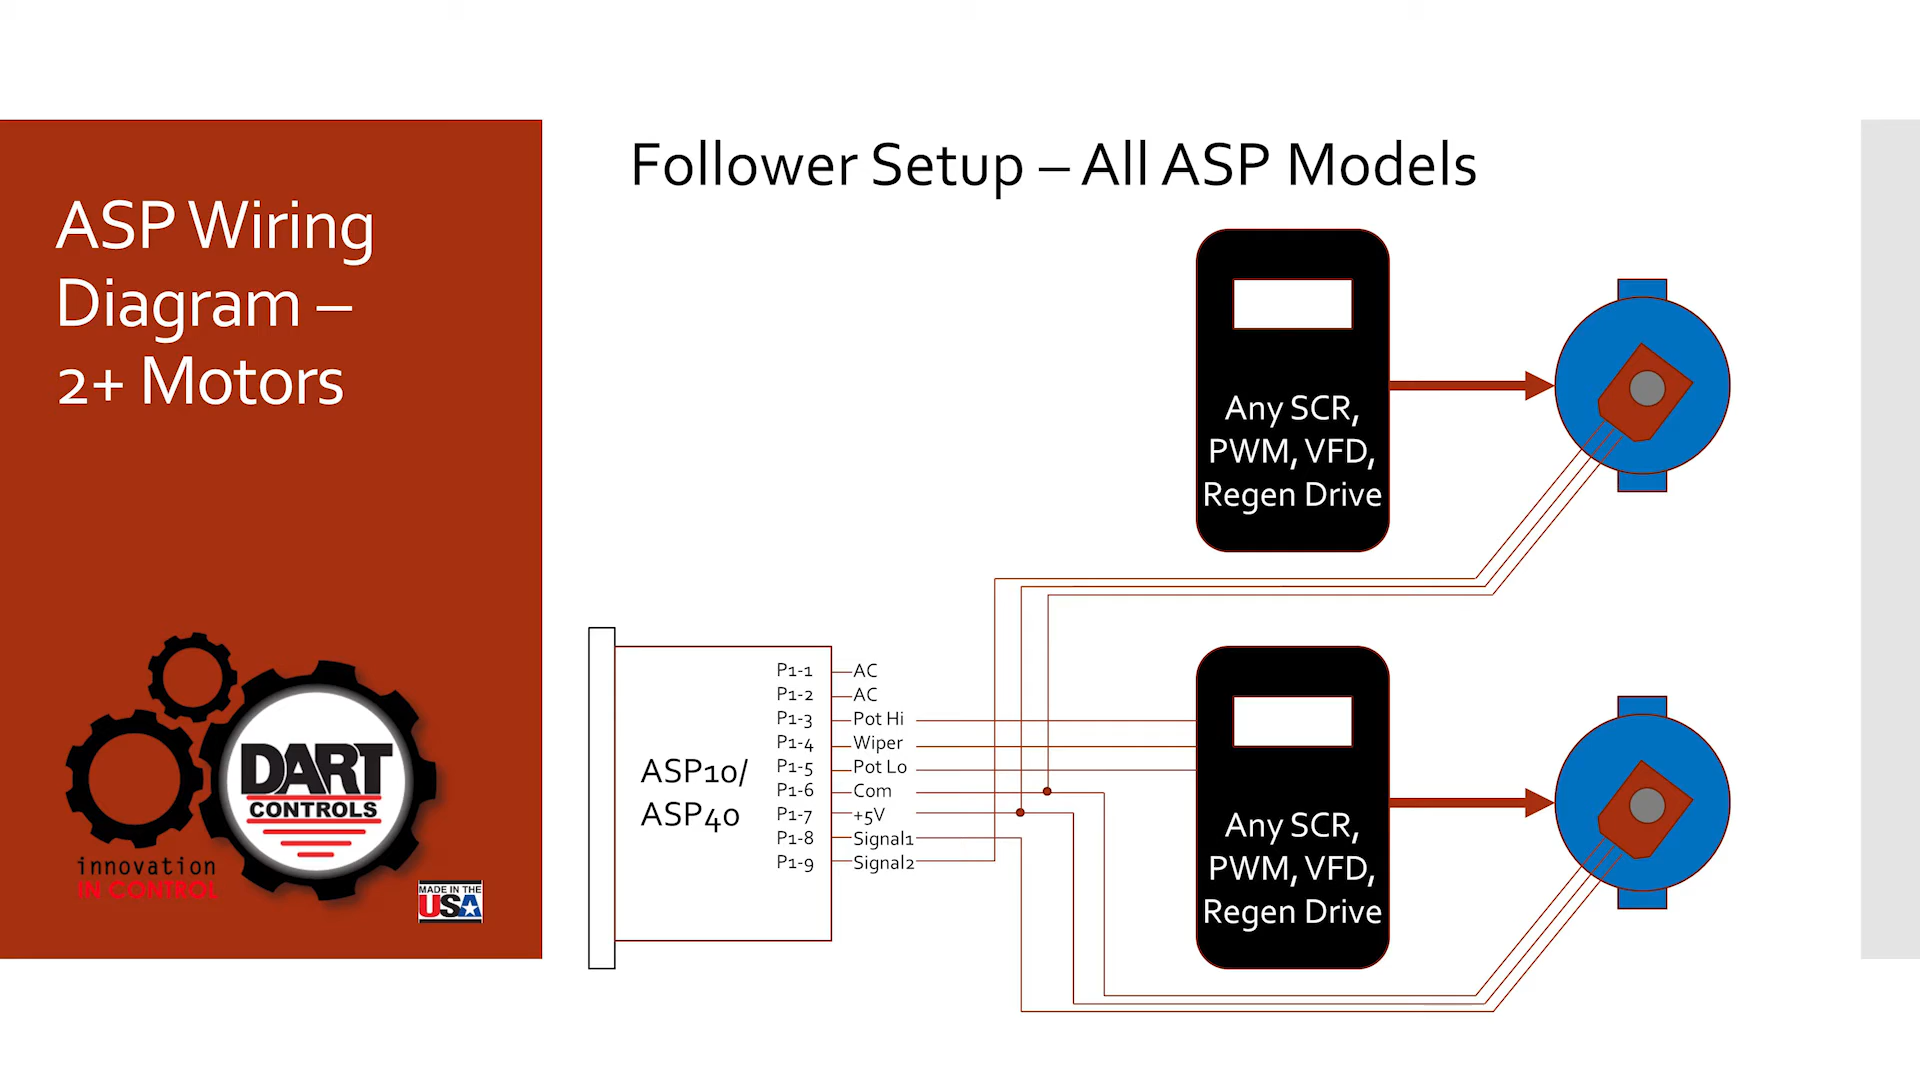 ASP Wiring
Diagram –
2+ Motors
DART
CONTROLS
innovation
IN CONTROL
MADE IN THE
USA
Follower Setup – All ASP Models
Any SCR,
PWM, VFD,
Regen Drive
ASP10/
ASP40
P1-1 AC
P1-2 AC
P1-3 Pot Hi
P1-4 Wiper
P1-5 Pot Lo
P1-6 Com
P1-7 +5V
P1-8 Signal1
P1-9 Signal2
Any SCR,
PWM, VFD,
Regen Drive